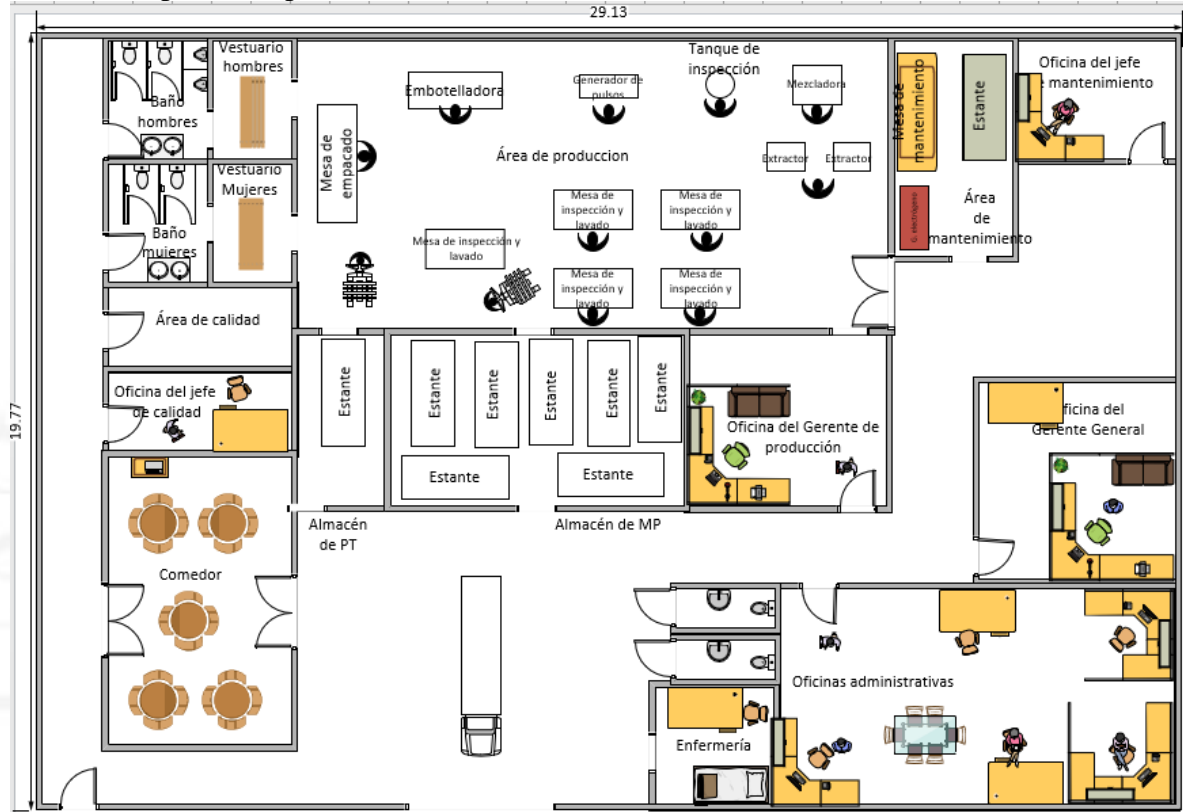 29.13
19.77
Baño
hombres
Vestuario
hombres
Embotelladora
Generador de
pulsos
Tanque de
inspección
Mezcladora
Mesa de
mantenimiento
Estante
Oficina del jefe
mantenimiento
Mesa de
empacado
Área de produccion
Extractor
Extractor
Vestuario
Mujeres
Baño
mujeres
Mesa de
inspección y
lavado
Mesa de
inspección y
lavado
G. electrógeno
Área
de
mantenimiento
Mesa de inspección y
lavado
Mesa de
inspección y
lavado
Mesa de
inspección y
lavado
Área de calidad
Oficina del jefe
de calidad
Estante
Estante
Estante
Estante
Estante
Estante
Estante
Estante
Oficina del Gerente de
producción
ficina del
Gerente General
Almacén
de PT
Almacén de MP
Comedor
Oficinas administrativas
Enfermería